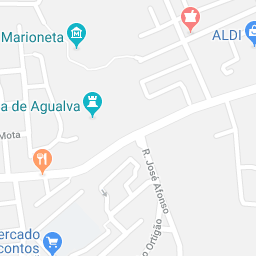 Marioneta
ALDI
a de Agualva
Mota
R. José Afonso
o Ortigão
ercado
contos